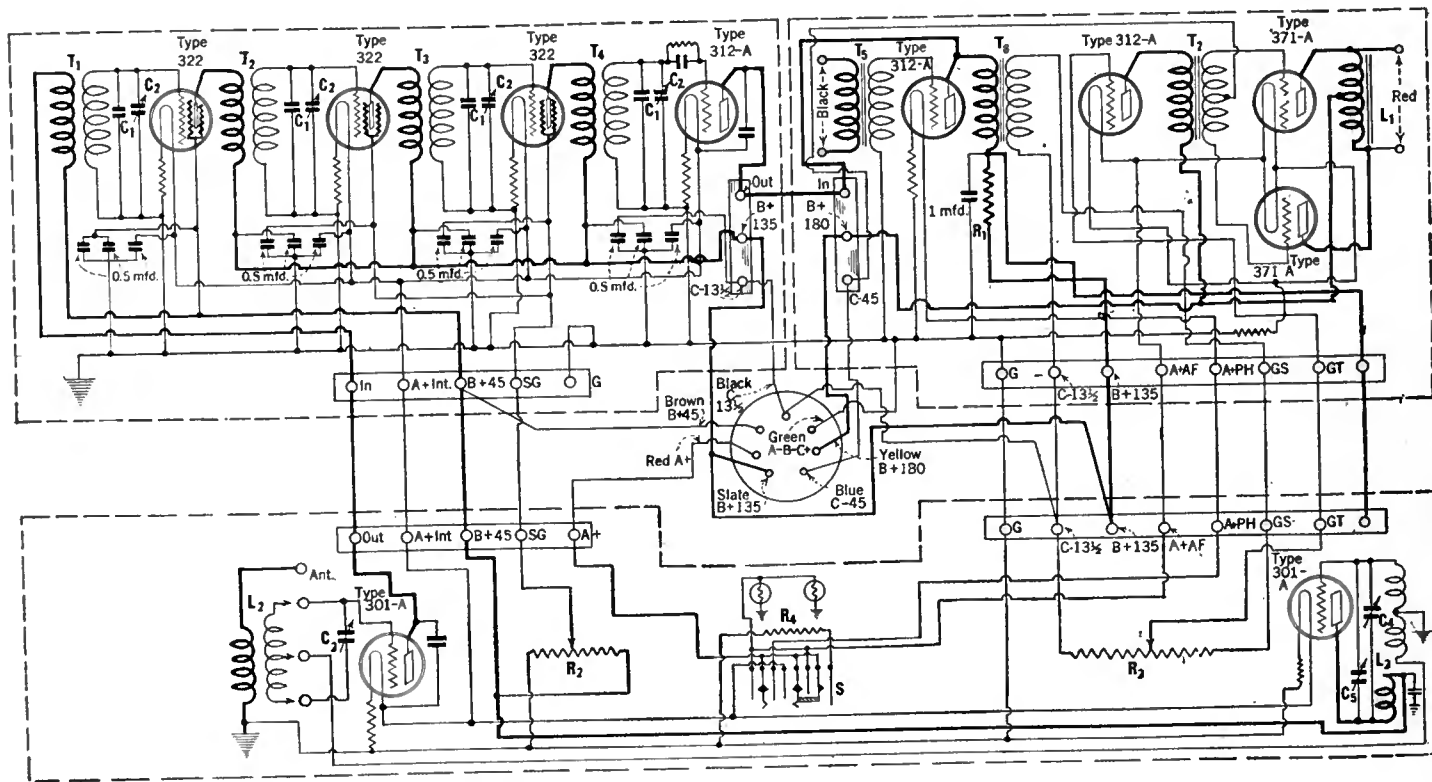 T1
Type
322
C2
C1
T2
Type
322
C2
C1
T3
Type
322
C2
C1
T4
Type
312-A
C2
C1
Black
T5
Type
312-A
T6
Type 312-A
T2
Type
371-A
L1
Red
Type
371 A
0.5 mfd.
0.5 mfd.
0.5 mfd.
0.5 mfd.
Out
B+
135
C-13½
In
B+
180
C-45
1 mfd.
R1
In
A+Int.
B+45
SG
G
Black
13½
Brown
B+45
Red A+
Green
A-B-C+
Slate
B+135
Blue
C-45
Yellow
B+180
G
-
C-13½
B+135
A+AF
A+PH
GS
GT
Out
A+Int
B+45
SG
A+
G
C-13½
B+135
A+AF
A+PH
GS
GT
Ant.
L2
C3
Type
301-A
R2
R4
S
R3
Type
301-
A
C4
C5
L3